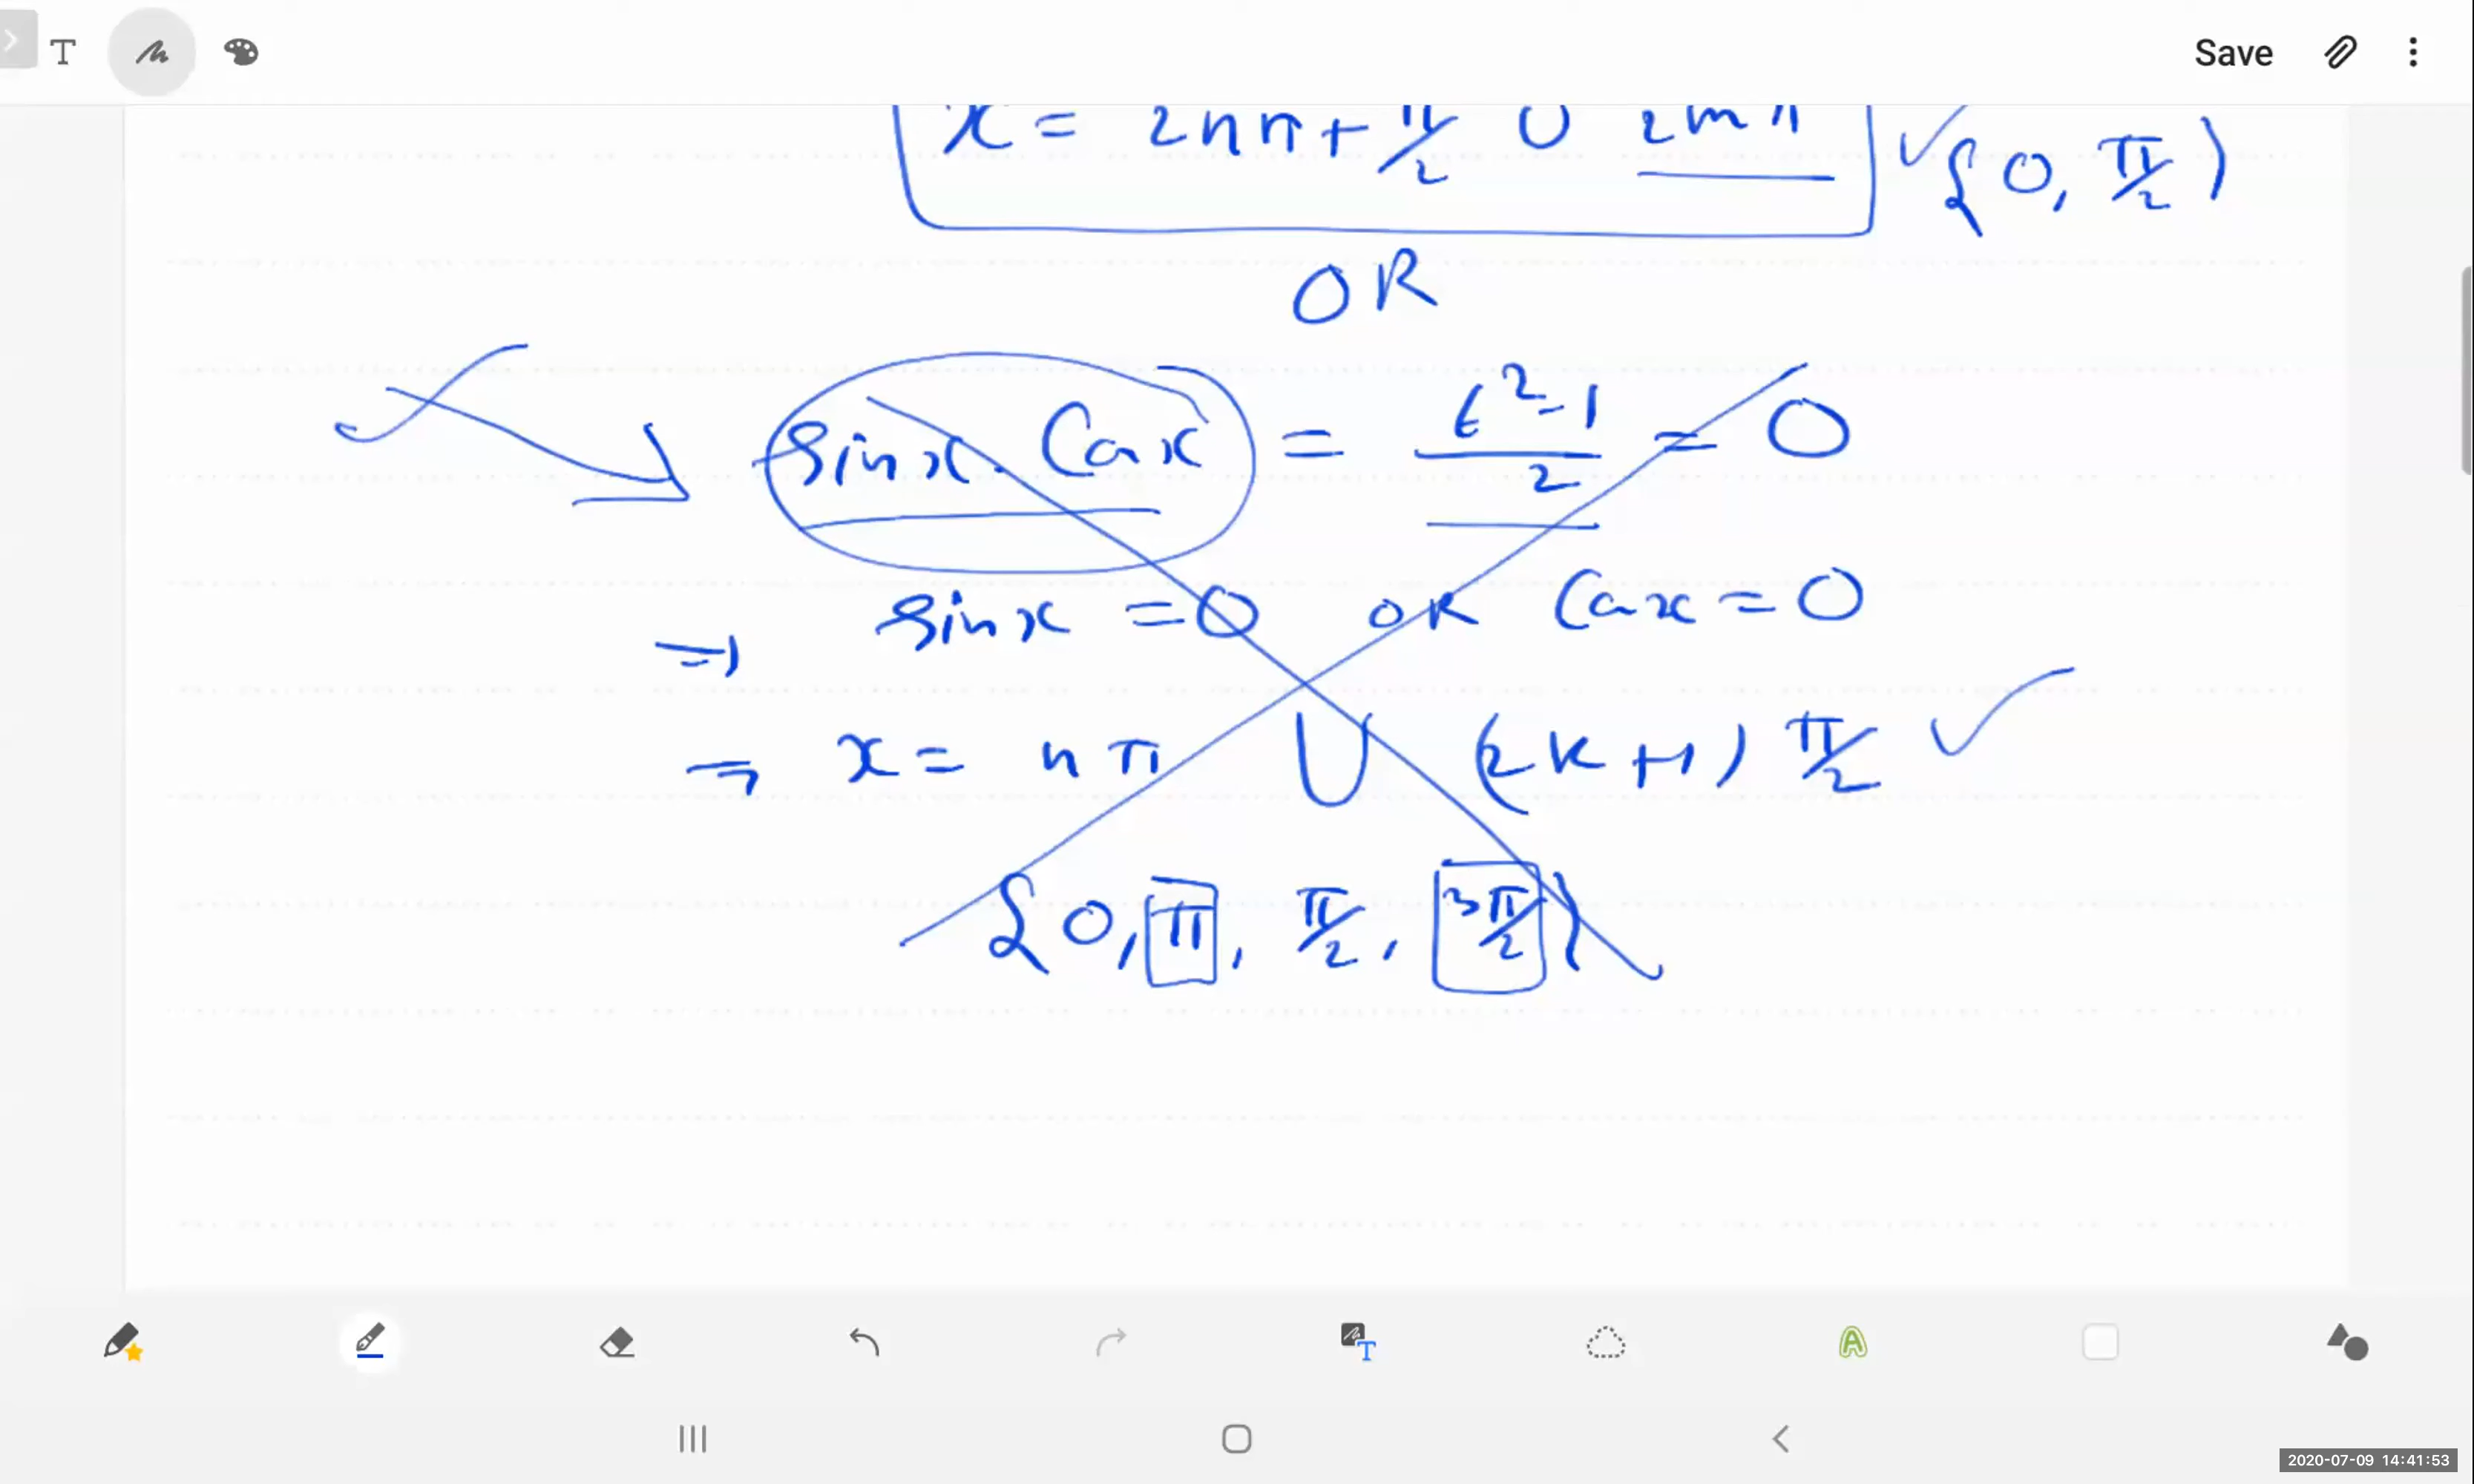 T Save
x = 2nπ + π/2 U 2mπ ✓ {0, π/2}
OR
sinx . Cosx = t²-1/2 = 0
⇒ sinx = 0 OR Cosx = 0
⇒ x = nπ U (2k+1) π/2 ✓
{0, π, π/2, 3π/2}
T A
2020-07-09 14:41:53